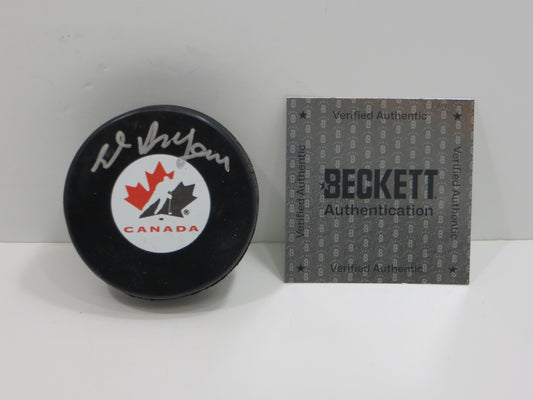 CANADA
Verified Authentic
Verified Authentic
BECKETT
Authentication
Verified Authentic
Verified Authentic